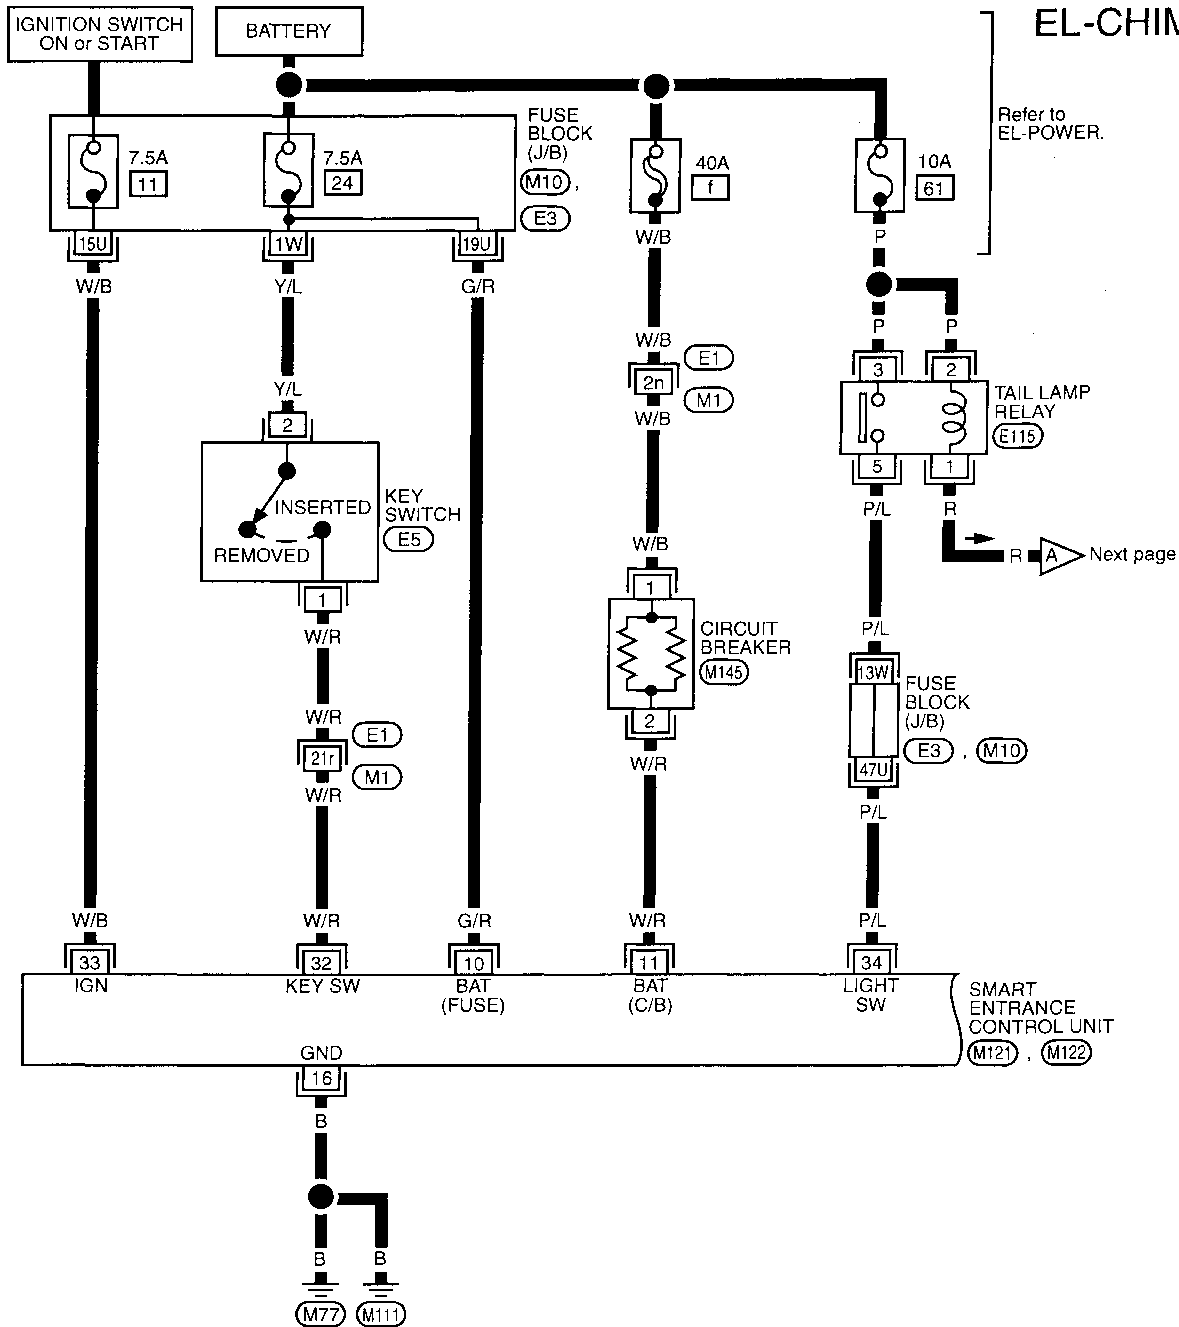 IGNITION SWITCH
ON or START
BATTERY
EL-CHIM
Refer to
EL-POWER.
FUSE
BLOCK
(J/B)
M10 ,
E3
7.5A
11
7.5A
24
40A
f
10A
61
15U
1W
19U
W/B
P
W/B
Y/L
G/R
W/B
E1
2n
M1
W/B
P
P
3
2
TAIL LAMP
RELAY
E115
5
1
Y/L
2
INSERTED
REMOVED
KEY
SWITCH
E5
1
P/L
R
R
A
Next page
W/B
1
CIRCUIT
BREAKER
M145
2
W/R
W/R
W/R
E1
21r
M1
W/R
P/L
13W
FUSE
BLOCK
(J/B)
E3 , M10
47U
P/L
W/B
W/R
G/R
W/R
P/L
33
32
10
11
34
IGN
KEY SW
BAT
(FUSE)
BAT
(C/B)
LIGHT
SW
SMART
ENTRANCE
CONTROL UNIT
M121 , M122
GND
16
B
B
B
M77
M111